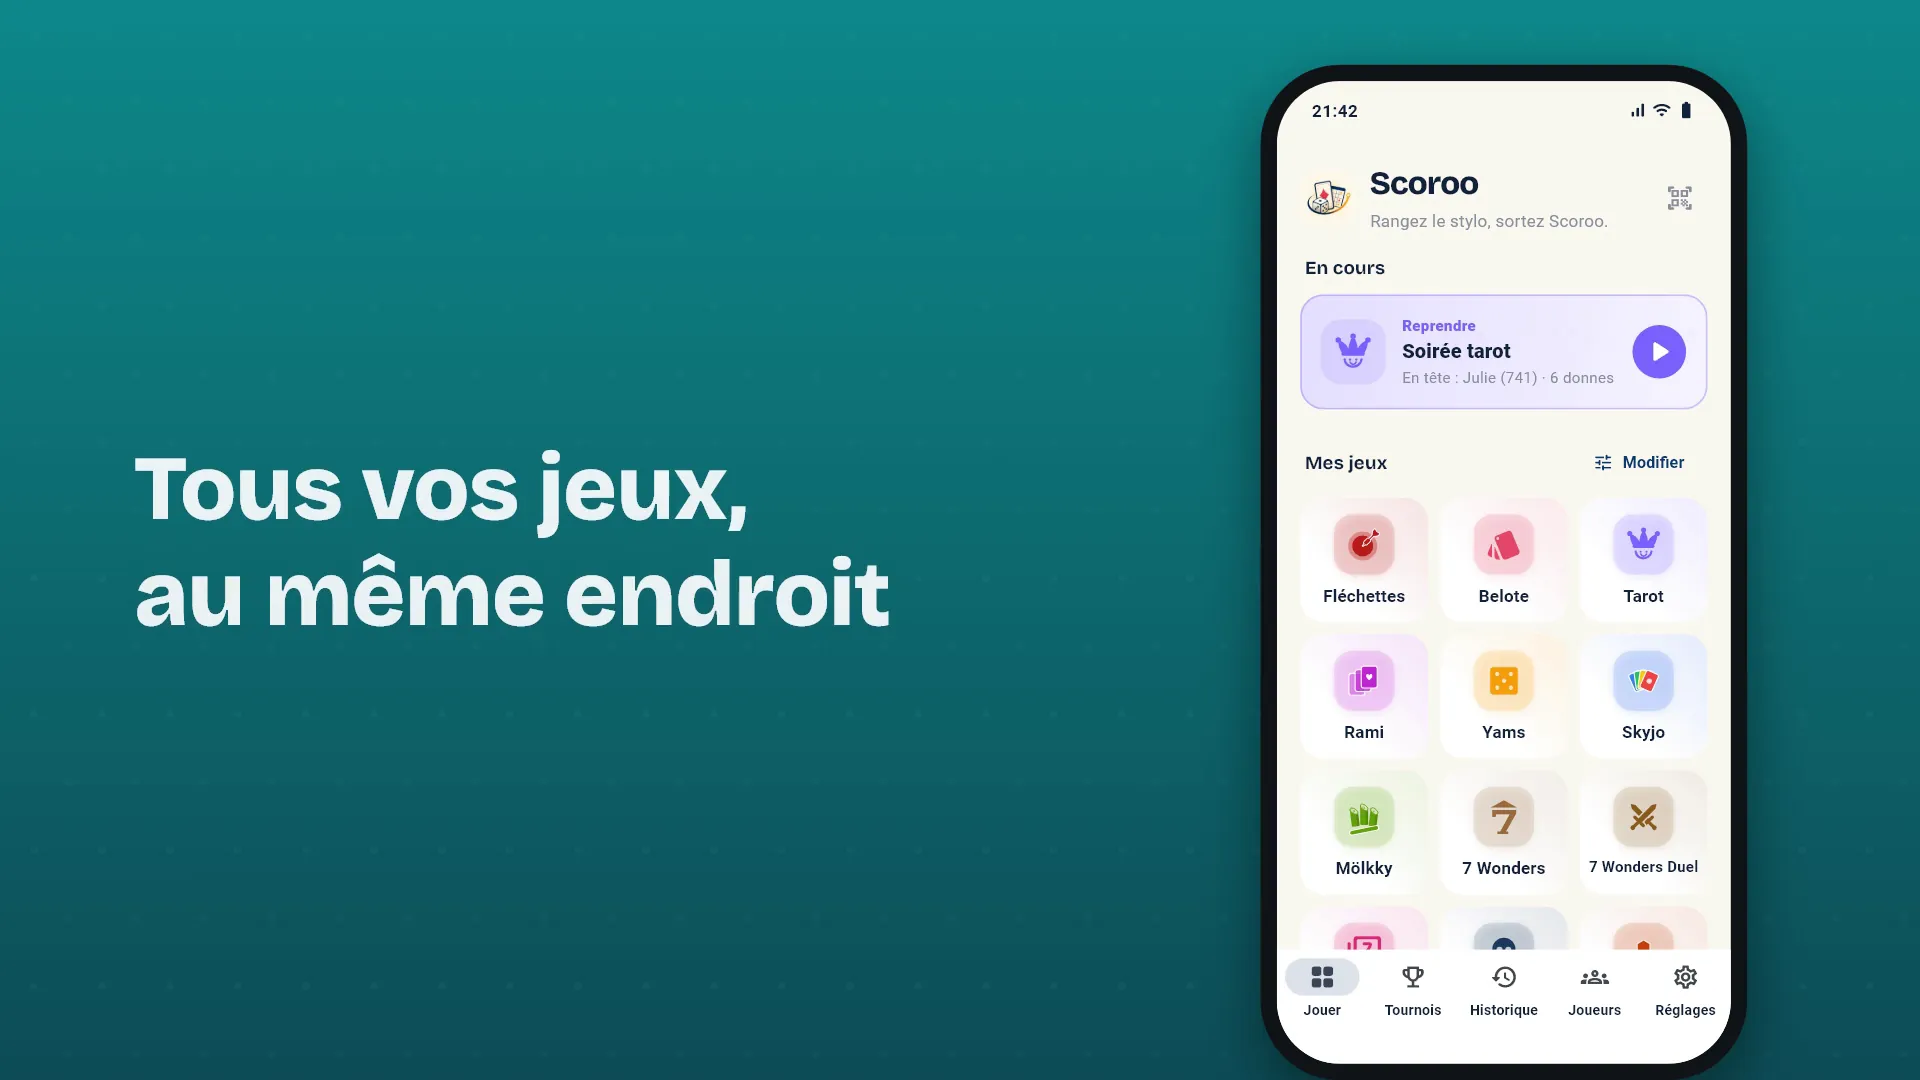 Tous vos jeux,
au même endroit
21:42
Scoroo
Rangez le stylo, sortez Scoroo.
En cours
Reprendre
Soirée tarot
En tête : Julie (741) · 6 donnes
Mes jeux
Modifier
Fléchettes
Belote
Tarot
Rami
Yams
Skyjo
Mölkky
7 Wonders
7 Wonders Duel
Jouer
Tournois
Historique
Joueurs
Réglages